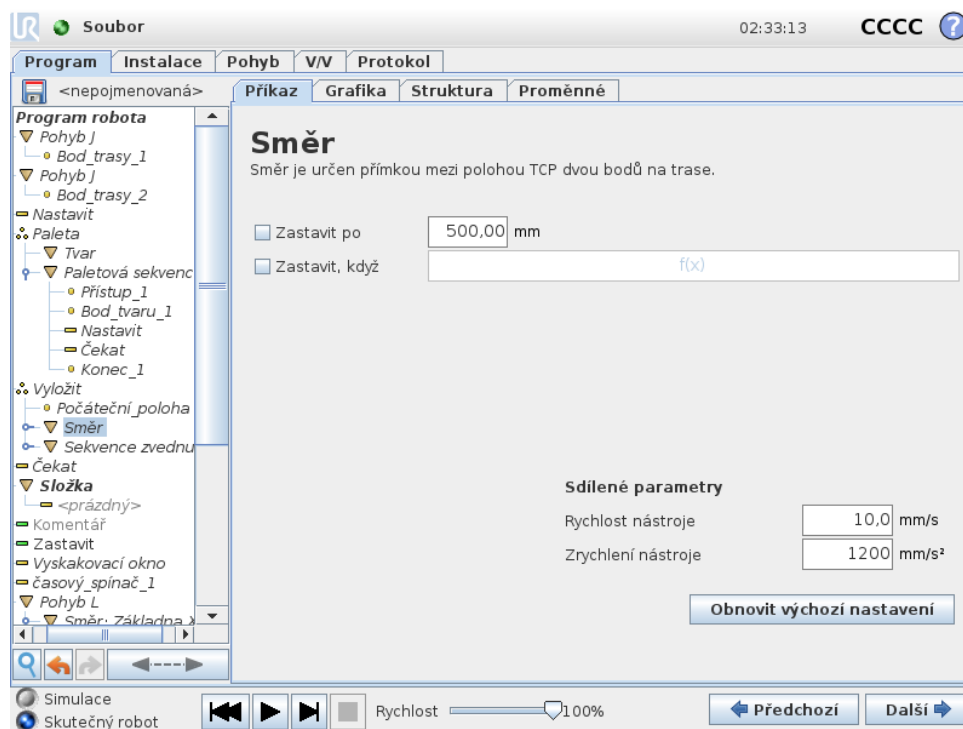 UR Soubor 02:33:13 CCCC ?
Program Instalace Pohyb V/V Protokol
<nepojmenovaná> Příkaz Grafika Struktura Proměnné
Program robota
Pohyb J
Bod_trasy_1
Pohyb J
Bod_trasy_2
Nastavit
Paleta
Tvar
Paletová sekvenc
Přístup_1
Bod_tvaru_1
Nastavit
Čekat
Konec_1
Vyložit
Počáteční_poloha
Směr
Sekvence zvednu
Čekat
Složka
<prázdný>
Komentář
Zastavit
Vyskakovací okno
časový_spínač_1
Pohyb L
Směr: Základna X
Směr
Směr je určen přímkou mezi polohou TCP dvou bodů na trase.
Zastavit po 500,00 mm
Zastavit, když f(x)
Sdílené parametry
Rychlost nástroje 10,0 mm/s
Zrychlení nástroje 1200 mm/s²
Obnovit výchozí nastavení
Simulace
Skutečný robot
Rychlost 100%
Předchozí Další